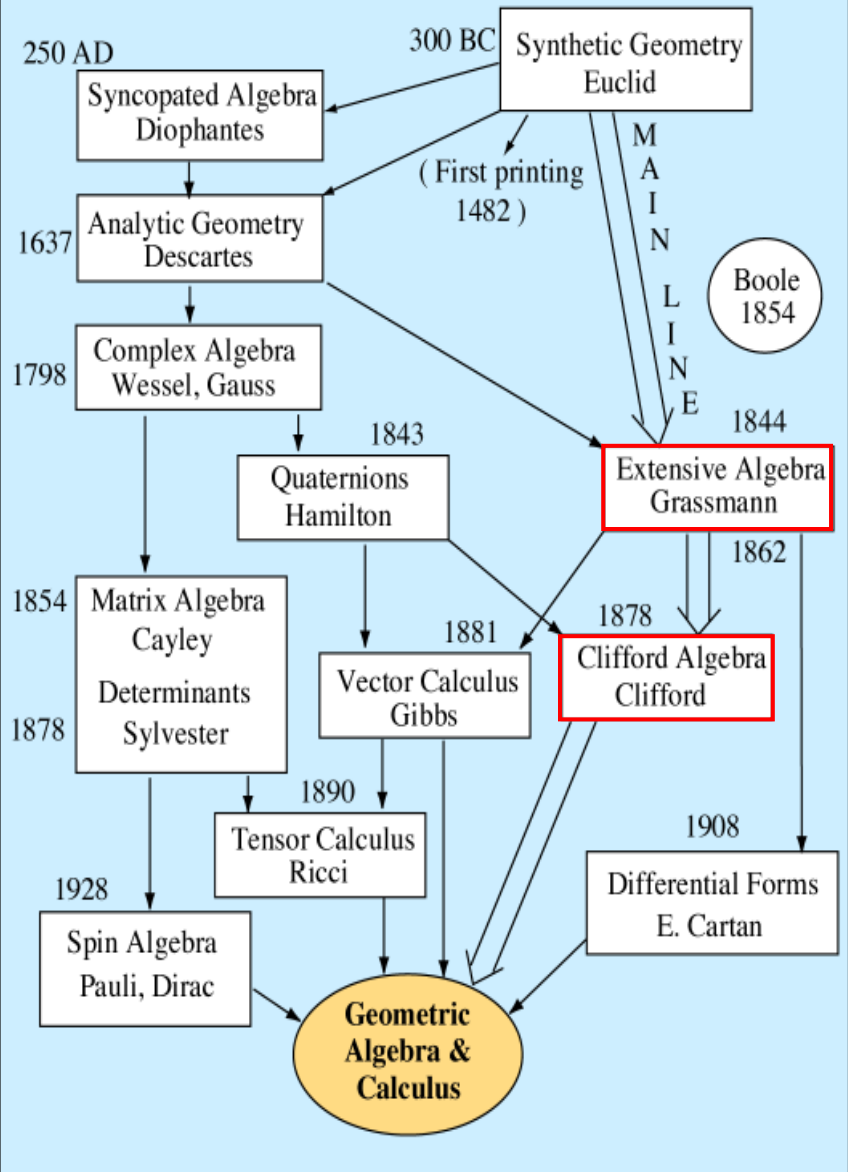 300 BC
Synthetic Geometry
Euclid
250 AD
Syncopated Algebra
Diophantes
( First printing
1482 )
MAIN LINE
1637
Analytic Geometry
Descartes
Boole
1854
1798
Complex Algebra
Wessel, Gauss
1843
Quaternions
Hamilton
1844
Extensive Algebra
Grassmann
1862
1854
Matrix Algebra
Cayley
Determinants
1878
Sylvester
1881
Vector Calculus
Gibbs
1878
Clifford Algebra
Clifford
1890
Tensor Calculus
Ricci
1908
Differential Forms
E. Cartan
1928
Spin Algebra
Pauli, Dirac
Geometric
Algebra &
Calculus